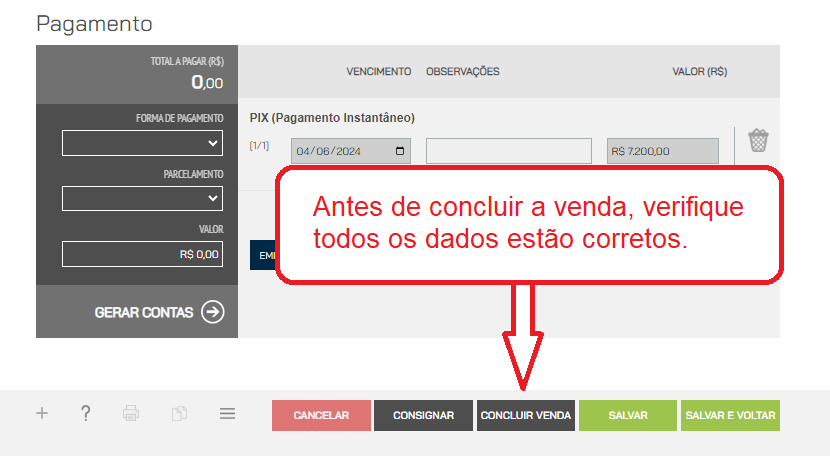 Pagamento
TOTAL A PAGAR (R$)
0,00
VENCIMENTO OBSERVAÇÕES VALOR (R$)
FORMA DE PAGAMENTO
PIX (Pagamento Instantâneo)
(1/1) 04/06/2024 R$ 7.200,00
PARCELAMENTO
Antes de concluir a venda, verifique
todos os dados estão corretos.
VALOR
R$ 0,00
GERAR CONTAS
CANCELAR CONSIGNAR CONCLUIR VENDA SALVAR SALVAR E VOLTAR